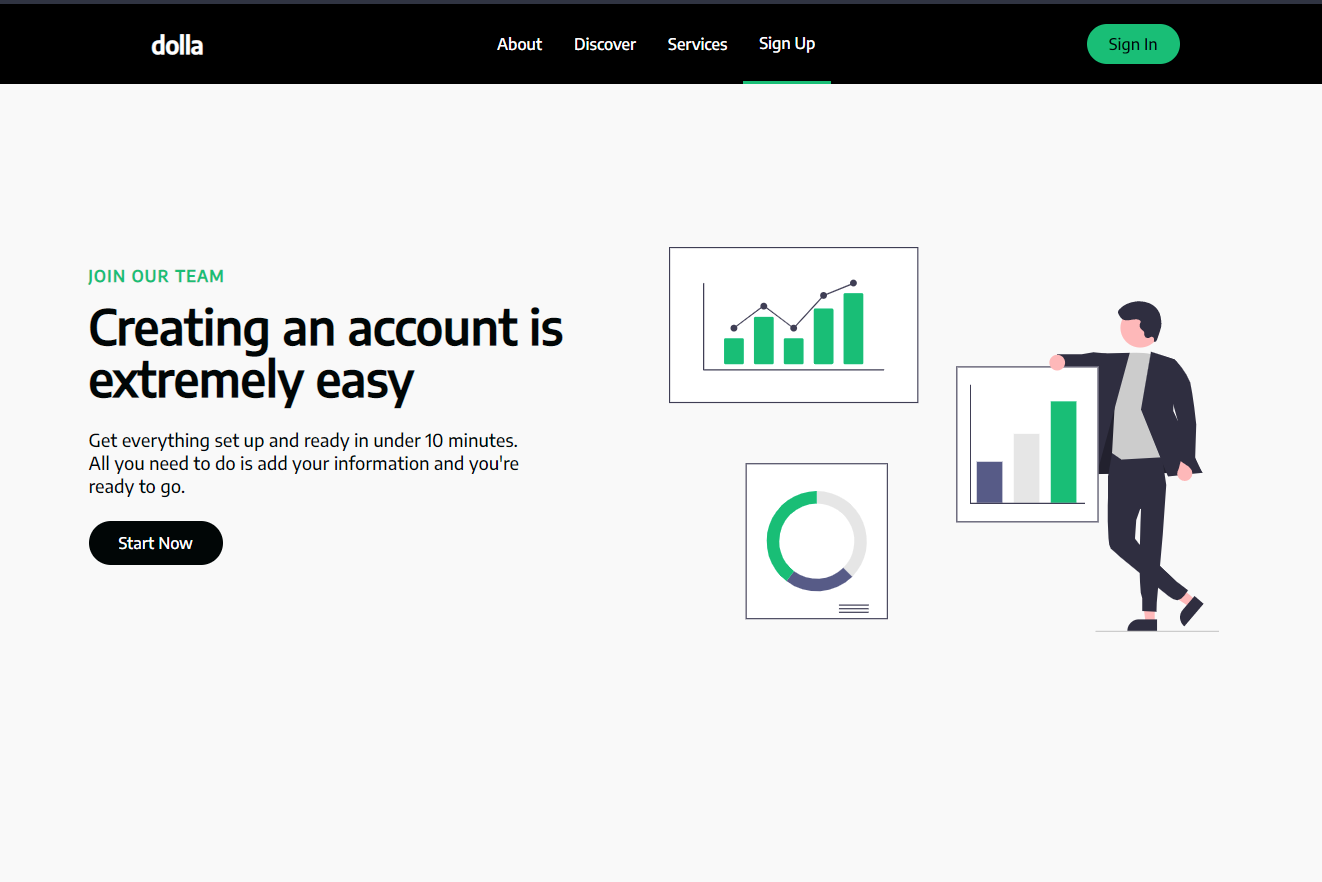 dolla
About
Discover
Services
Sign Up
Sign In
JOIN OUR TEAM
Creating an account is
extremely easy
Get everything set up and ready in under 10 minutes.
All you need to do is add your information and you're
ready to go.
Start Now